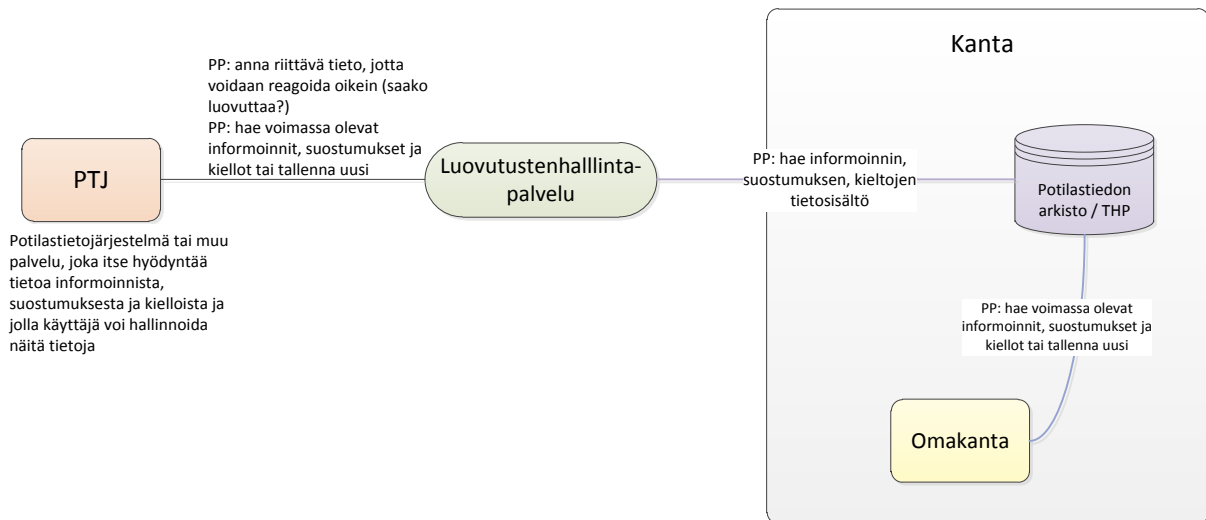 Kanta
PP: anna riittävä tieto, jotta
voidaan reagoida oikein (saako
luovuttaa?)
PP: hae voimassa olevat
informoinnit, suostumukset ja
kiellot tai tallenna uusi
PTJ
Luovutustenhallinta-
palvelu
PP: hae informoinnin,
suostumuksen, kieltojen
tietosisältö
Potilastiedon
arkisto / THP
Potilastietojärjestelmä tai muu
palvelu, joka itse hyödyntää
tietoa informoinnista,
suostumuksesta ja kielloista ja
jolla käyttäjä voi hallinnoida
näitä tietoja
PP: hae voimassa olevat
informoinnit, suostumukset ja
kiellot tai tallenna uusi
Omakanta